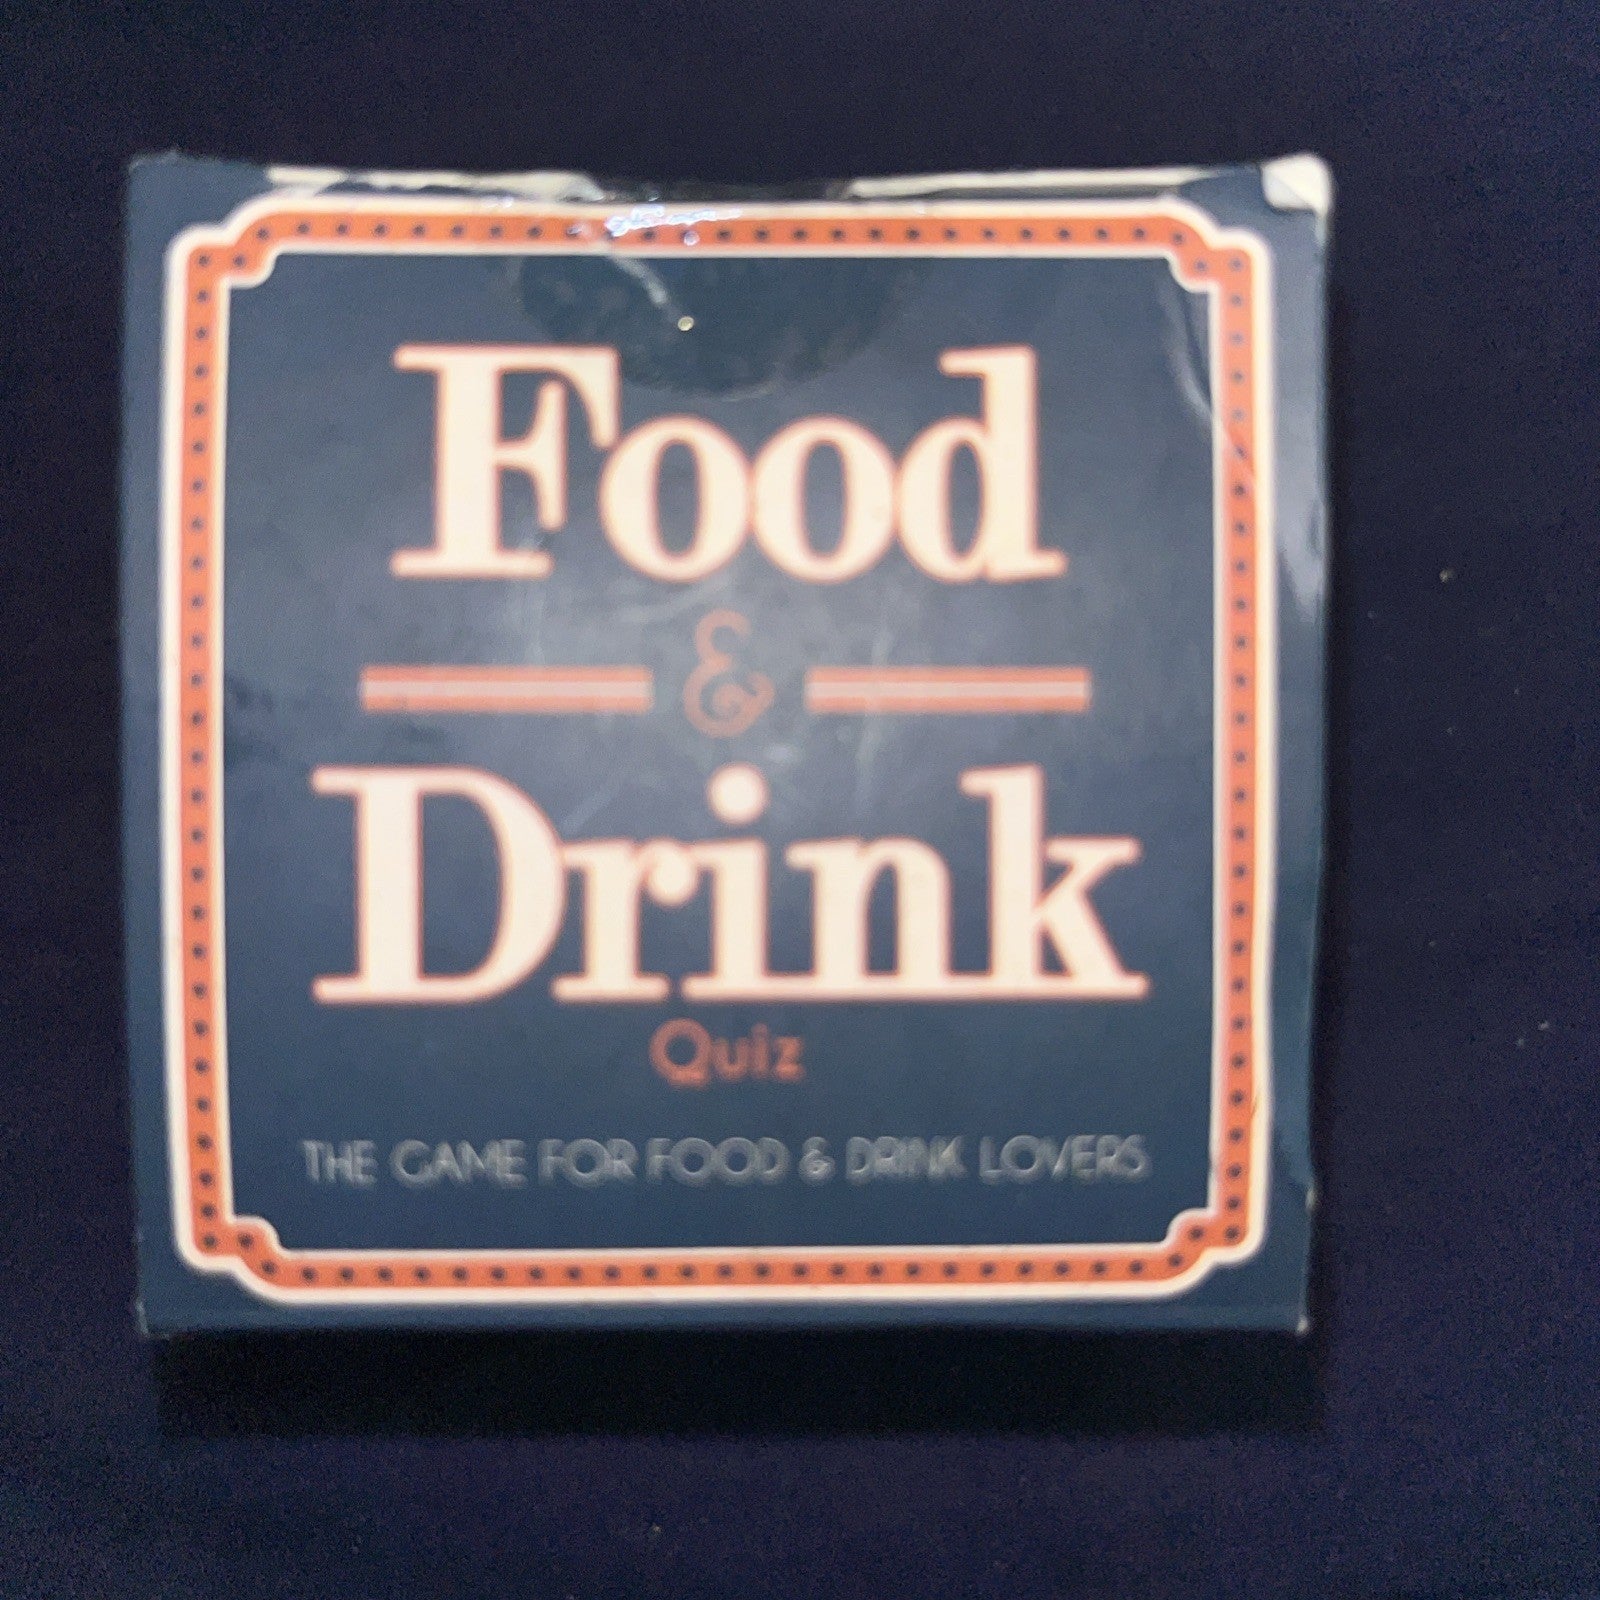 Food
&
Drink
Quiz
THE GAME FOR FOOD & DRINK LOVERS